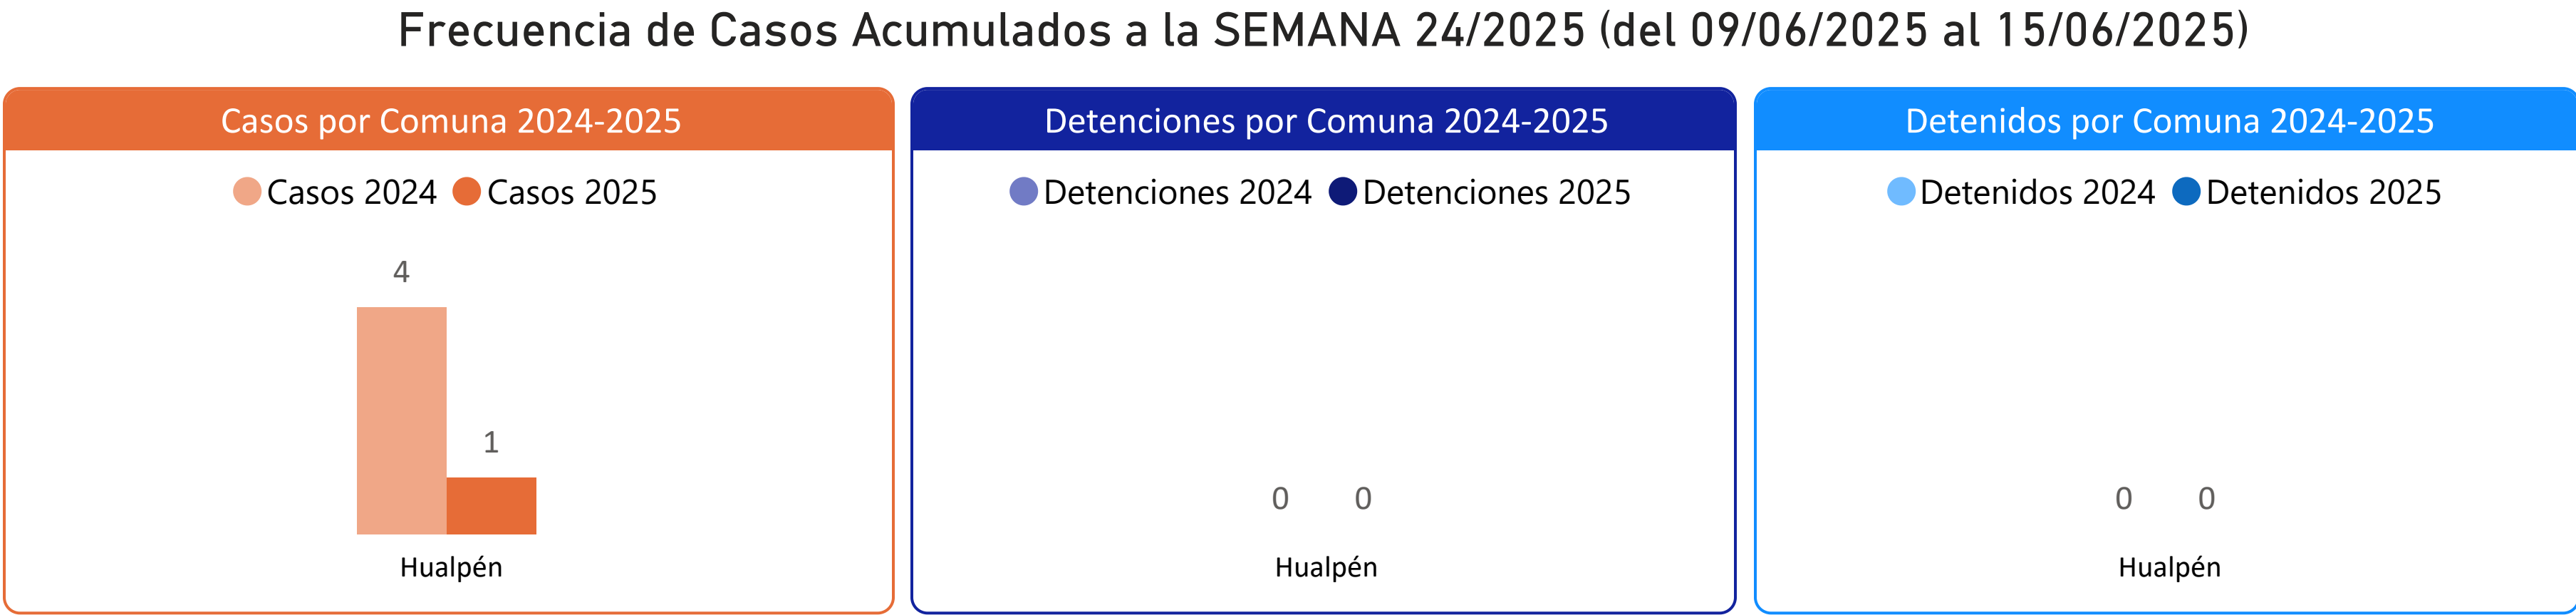 Frecuencia de Casos Acumulados a la SEMANA 24/2025 (del 09/06/2025 al 15/06/2025)
Casos por Comuna 2024-2025
Casos 2024 Casos 2025
4
1
Hualpén
Detenciones por Comuna 2024-2025
Detenciones 2024 Detenciones 2025
0 0
Hualpén
Detenidos por Comuna 2024-2025
Detenidos 2024 Detenidos 2025
0 0
Hualpén